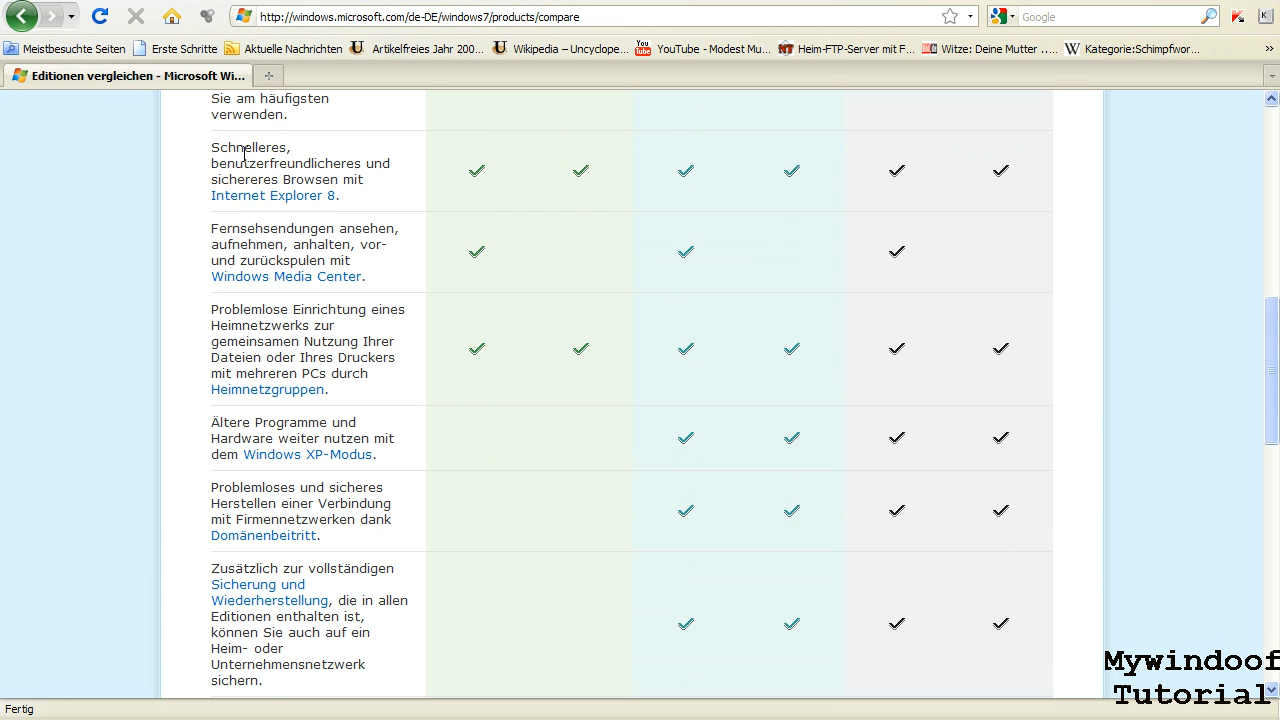 http://windows.microsoft.com/de-DE/windows7/products/compare
Google
Meistbesuchte Seiten
Erste Schritte
Aktuelle Nachrichten
Artikelfreies Jahr 200...
Wikipedia – Uncyclope...
YouTube - Modest Mu...
Heim-FTP-Server mit F...
Witze: Deine Mutter ....
Kategorie:Schimpfwor...
»
Editionen vergleichen - Microsoft Wi...
Sie am häufigsten
verwenden.
Schnelleres,
benutzerfreundlicheres und
sichereres Browsen mit
Internet Explorer 8.
Fernsehsendungen ansehen,
aufnehmen, anhalten, vor-
und zurückspulen mit
Windows Media Center.
Problemlose Einrichtung eines
Heimnetzwerks zur
gemeinsamen Nutzung Ihrer
Dateien oder Ihres Druckers
mit mehreren PCs durch
Heimnetzgruppen.
Ältere Programme und
Hardware weiter nutzen mit
dem Windows XP-Modus.
Problemloses und sicheres
Herstellen einer Verbindung
mit Firmennetzwerken dank
Domänenbeitritt.
Zusätzlich zur vollständigen
Sicherung und
Wiederherstellung, die in allen
Editionen enthalten ist,
können Sie auch auf ein
Heim- oder
Unternehmensnetzwerk
sichern.
Mywindoof
Tutorial
Fertig